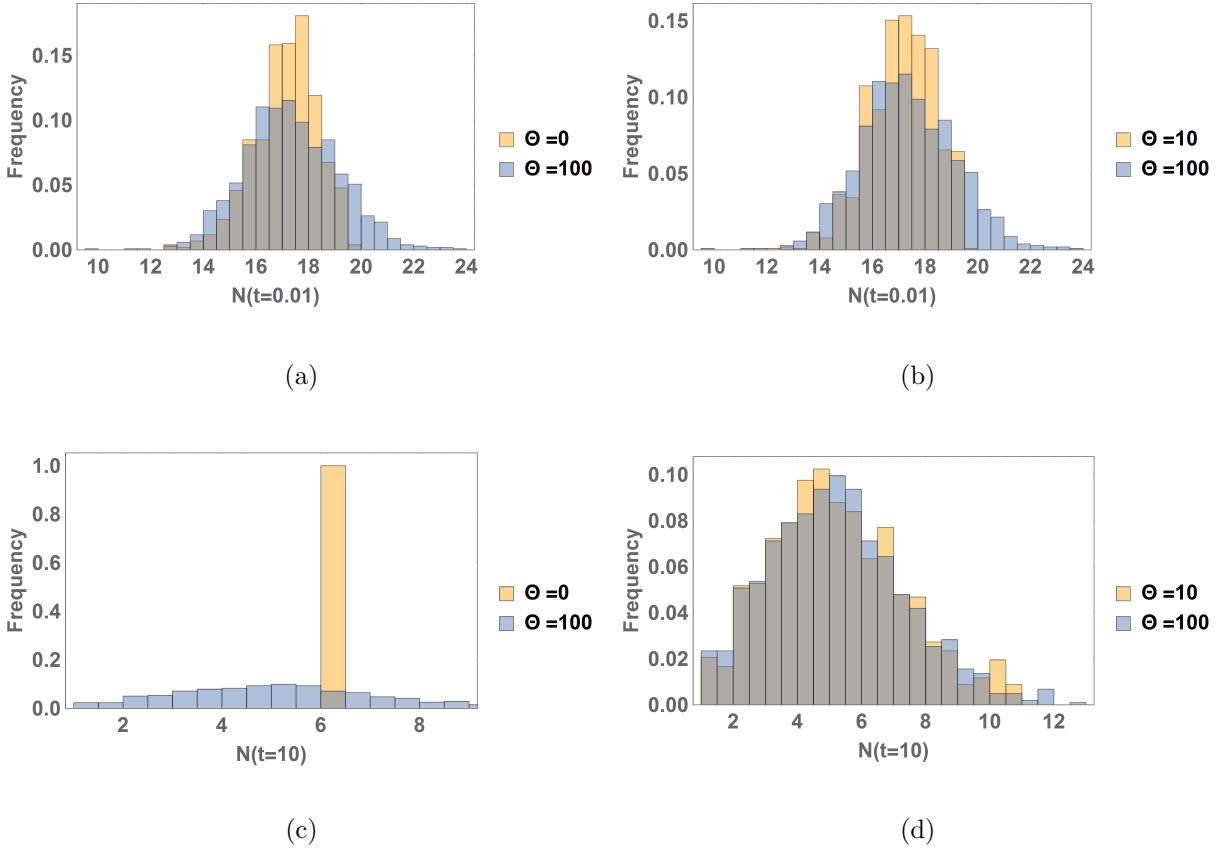 Frequency
0.15
0.10
0.05
0.00
10 12 14 16 18 20 22 24
N(t=0.01)
Θ =0
Θ =100
(a)
Frequency
0.15
0.10
0.05
0.00
10 12 14 16 18 20 22 24
N(t=0.01)
Θ =10
Θ =100
(b)
Frequency
1.0
0.8
0.6
0.4
0.2
0.0
2 4 6 8
N(t=10)
Θ =0
Θ =100
(c)
Frequency
0.10
0.08
0.06
0.04
0.02
0.00
2 4 6 8 10 12
N(t=10)
Θ =10
Θ =100
(d)